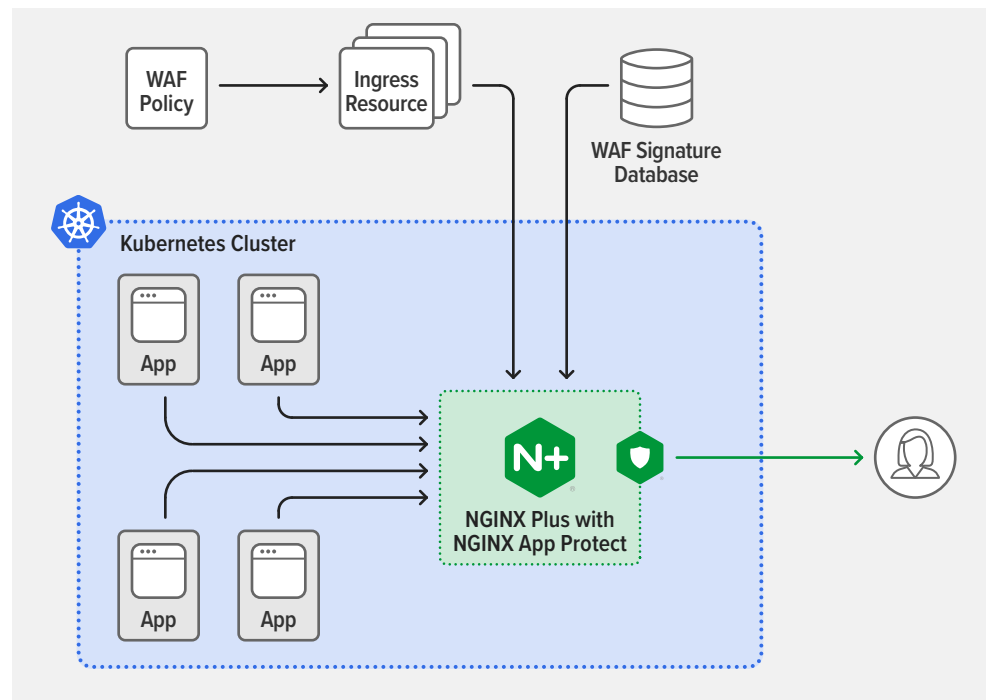 WAF
Policy
Ingress
Resource
WAF Signature
Database
Kubernetes Cluster
App
App
N+
NGINX Plus with
NGINX App Protect
App
App